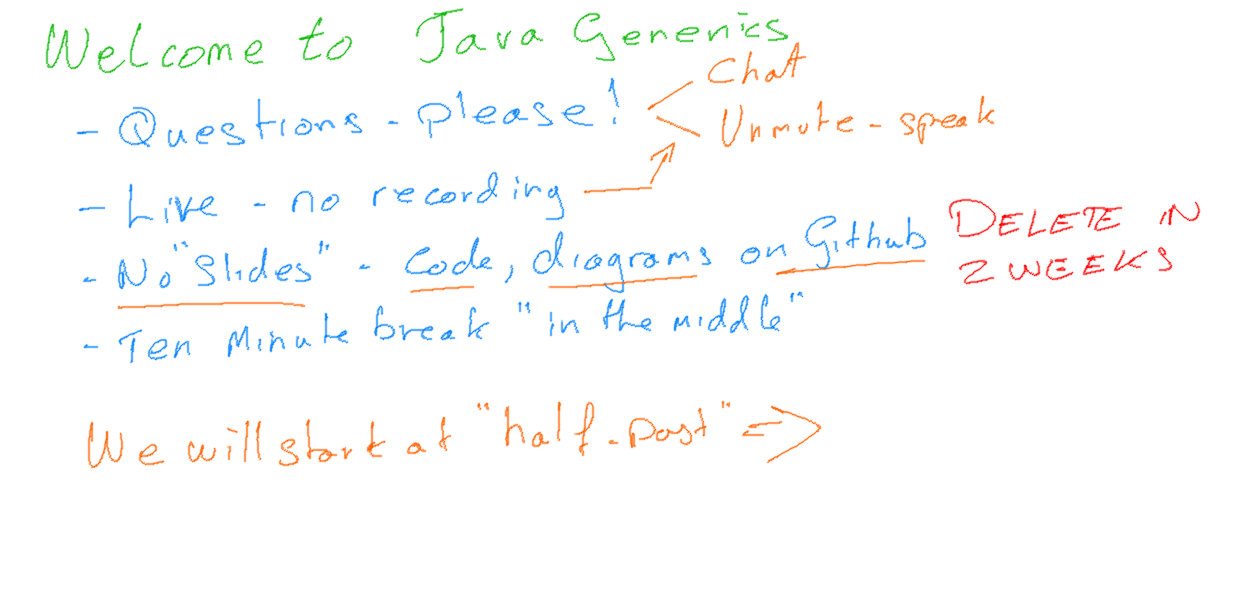 Welcome to Java Generics
- Questions - please!
Chat
Unmute - speak
- Live - no recording
- No "Slides" - Code, diagrams on Github
DELETE IN
2 WEEKS
- Ten Minute break "in the middle"
We will start at "half-past" =>